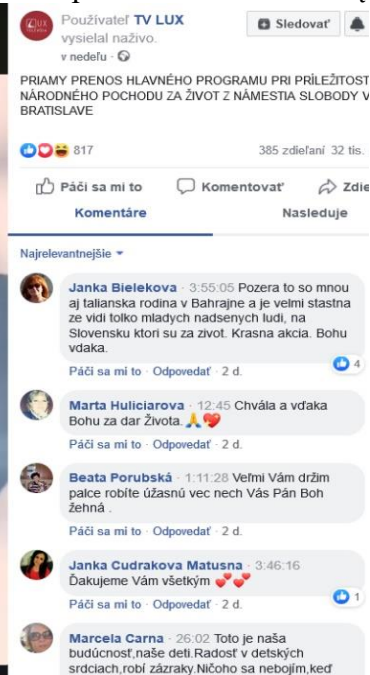 LUX
Používateľ TV LUX
vysielal naživo.
v nedeľu ·
Sledovať
PRIAMY PRENOS HLAVNÉHO PROGRAMU PRI PRÍLEŽITOST
NÁRODNÉHO POCHODU ZA ŽIVOT Z NÁMESTIA SLOBODY V
BRATISLAVE
817
385 zdieľaní 32 tis.
Páči sa mi to Komentovať Zdie
Komentáre Nasleduje
Najrelevantnejšie
Janka Bielekova · 3:55:05 Pozera to so mnou
aj talianska rodina v Bahrajne a je velmi stastna
ze vidi tolko mladych nadsenych ludi, na
Slovensku ktori su za zivot. Krasna akcia. Bohu
vdaka.
4
Páči sa mi to · Odpovedať · 2 d.
Marta Huliciarova · 12:45 Chvála a vďaka
Bohu za dar Života.🙏💖
Páči sa mi to · Odpovedať · 2 d.
Beata Porubská · 1:11:28 Veľmi Vám držim
palce robíte úžasnú vec nech Vás Pán Boh
žehná .
Páči sa mi to · Odpovedať · 2 d.
Janka Cudrakova Matusna · 3:46:16
Ďakujeme Vám všetkým 💕💕
1
Páči sa mi to · Odpovedať · 2 d.
Marcela Carna · 26:02 Toto je naša
budúcnosť,naše deti.Radosť v detských
srdciach,robí zázraky.Ničoho sa nebojím,keď